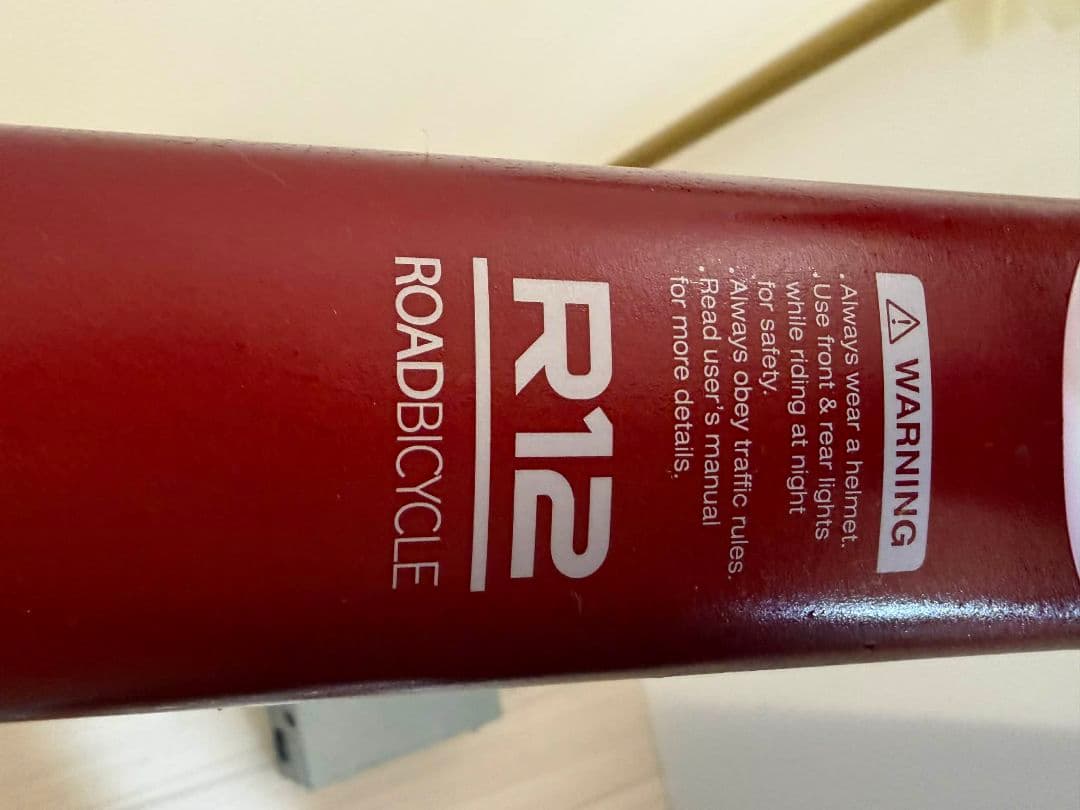 WARNING
· Always wear a helmet.
· Use front & rear lights
while riding at night
for safety.
· Always obey traffic rules.
· Read user's manual
for more details.
R12
ROADBICYCLE